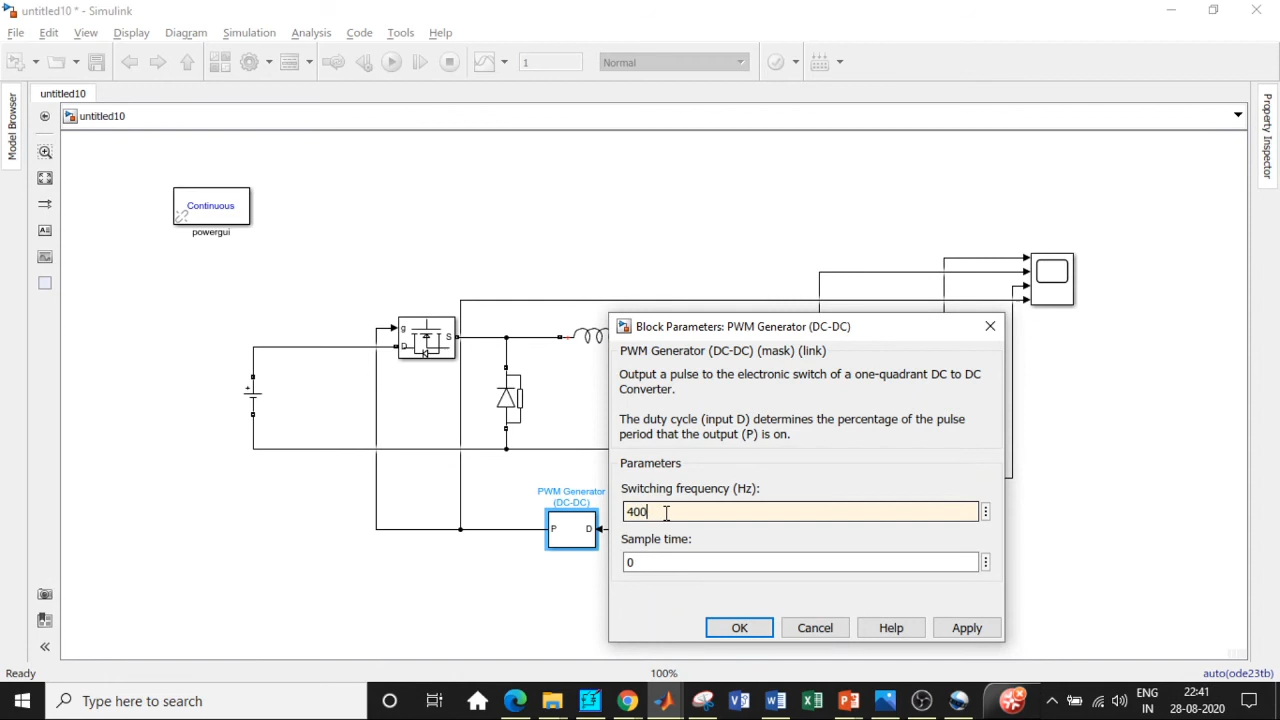 untitled10 * - Simulink
File Edit View Display Diagram Simulation Analysis Code Tools Help
1
Normal
untitled10
Model Browser
untitled10
Property Inspector
Continuous
powergui
g
S
D
+
Block Parameters: PWM Generator (DC-DC)
PWM Generator (DC-DC) (mask) (link)
Output a pulse to the electronic switch of a one-quadrant DC to DC
Converter.
The duty cycle (input D) determines the percentage of the pulse
period that the output (P) is on.
Parameters
Switching frequency (Hz):
400
Sample time:
0
OK Cancel Help Apply
PWM Generator
(DC-DC)
P D
Ready
100%
auto(ode23tb)
Type here to search
ENG
IN
22:41
28-08-2020